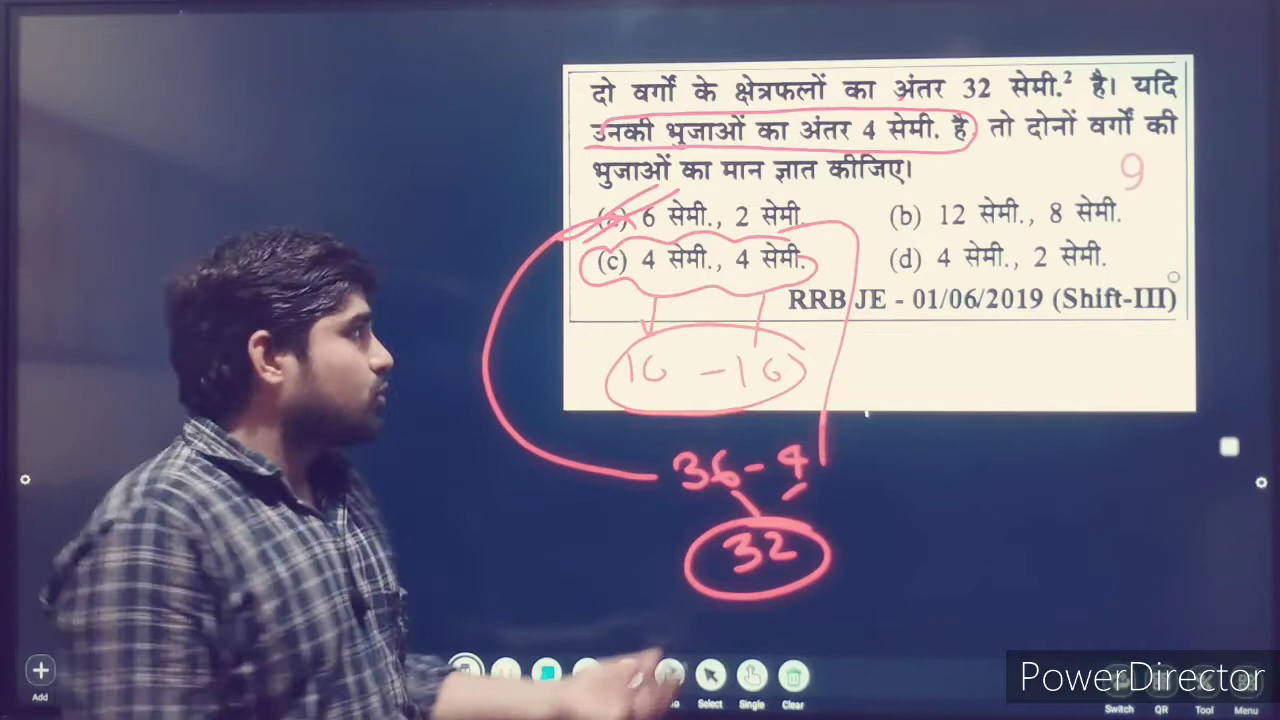 दो वर्गों के क्षेत्रफलों का अंतर 32 सेमी.² है। यदि
उनकी भुजाओं का अंतर 4 सेमी. है तो दोनों वर्गों की
भुजाओं का मान ज्ञात कीजिए।
9
(a) 6 सेमी., 2 सेमी. (b) 12 सेमी., 8 सेमी.
(c) 4 सेमी., 4 सेमी. (d) 4 सेमी., 2 सेमी.
RRB JE - 01/06/2019 (Shift-III)
16 - 16
36 - 4
32
Add
Select Single Clear
Switch QR Tool Menu
PowerDirector